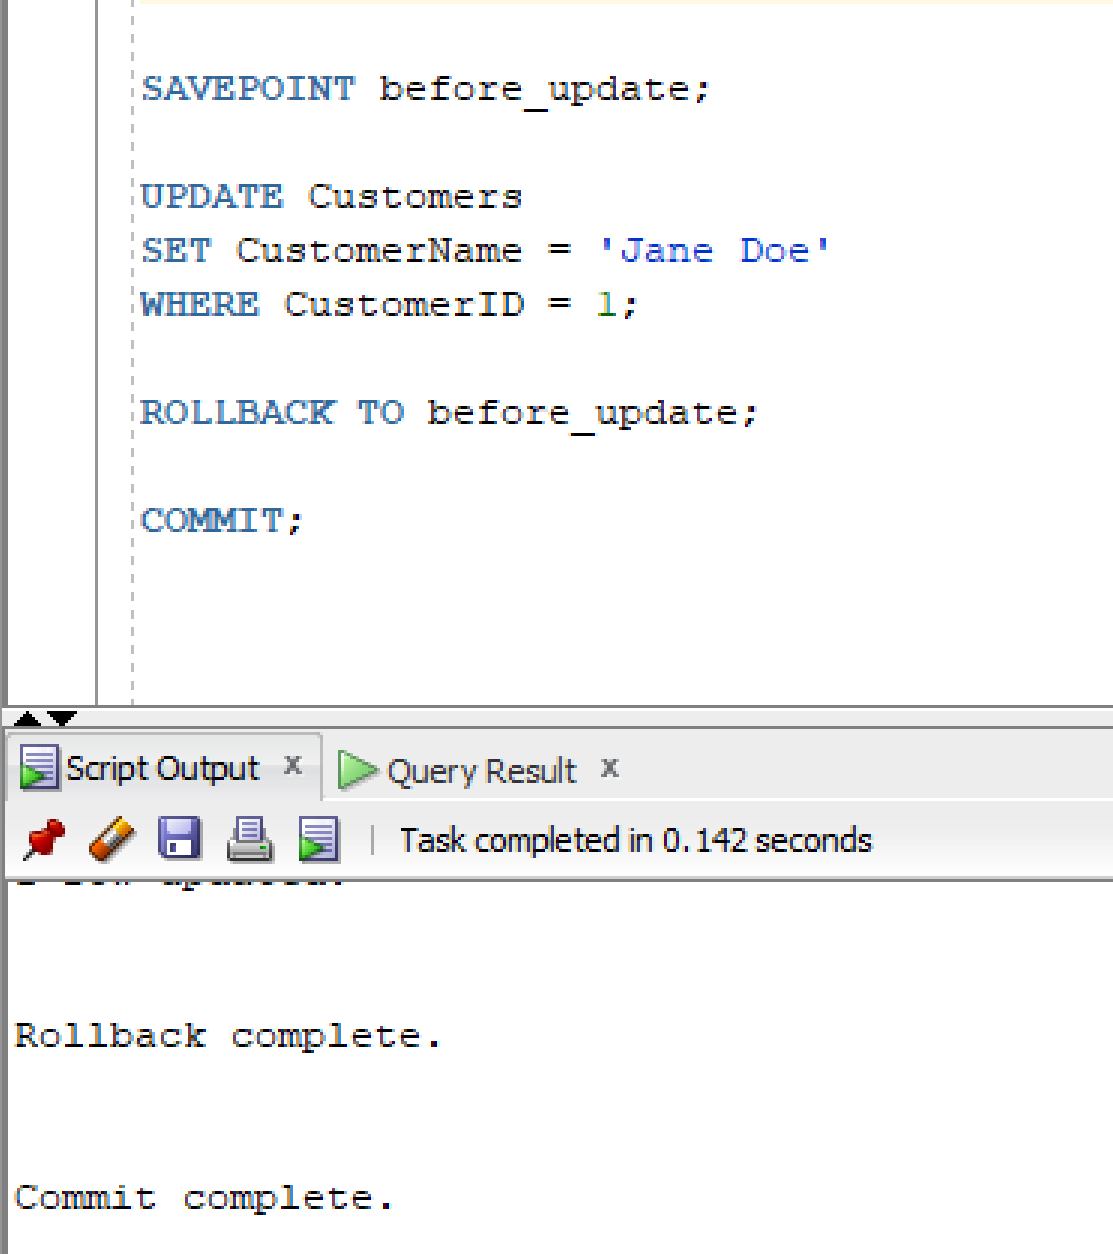 SAVEPOINT before_update;
UPDATE Customers
SET CustomerName = 'Jane Doe'
WHERE CustomerID = 1;
ROLLBACK TO before_update;
COMMIT;
Script Output x
Query Result x
Task completed in 0.142 seconds
Rollback complete.
Commit complete.